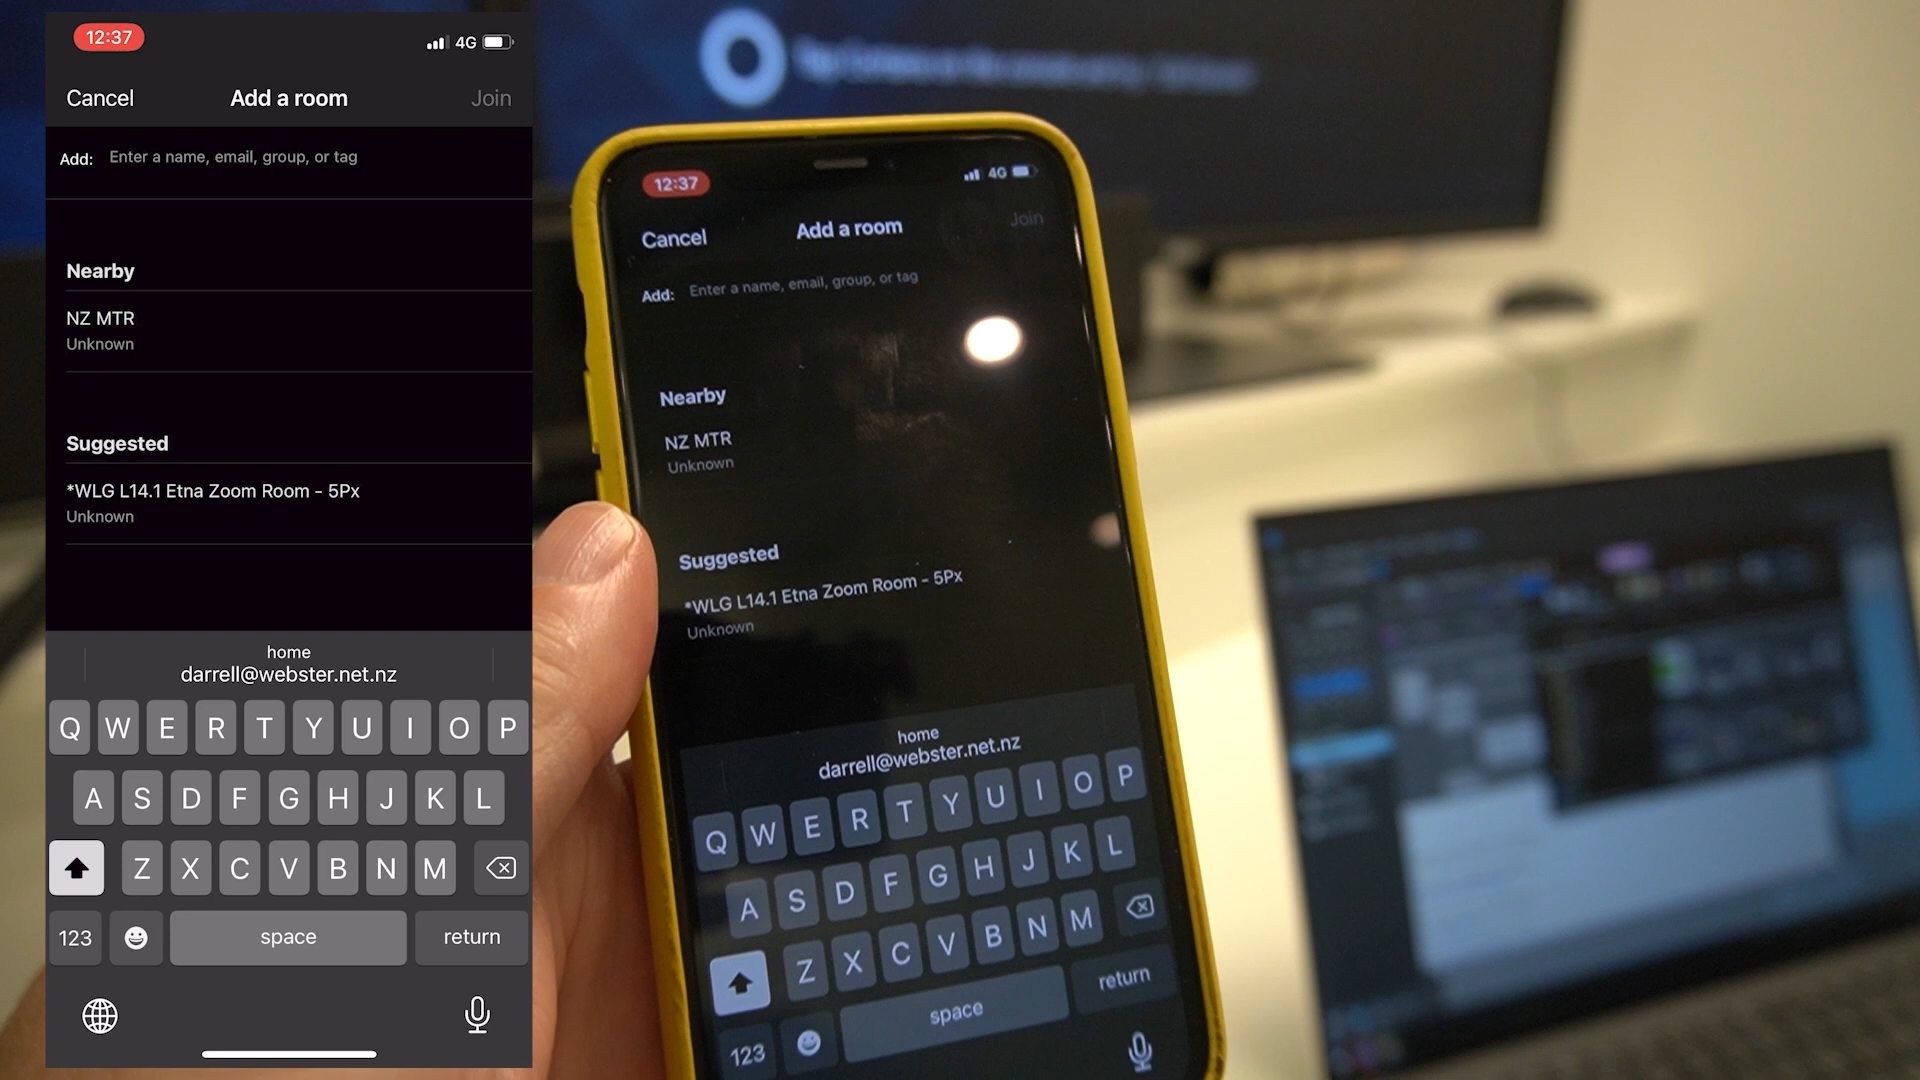 12:37
4G
Cancel
Add a room
Join
Add:
Enter a name, email, group, or tag
Nearby
NZ MTR
Unknown
Suggested
*WLG L14.1 Etna Zoom Room - 5Px
Unknown
home
darrell@webster.net.nz
Q W E R T Y U I O P
A S D F G H J K L
Z X C V B N M
123
space
return
12:37
4G
Cancel
Add a room
Join
Add:
Enter a name, email, group, or tag
Nearby
NZ MTR
Unknown
Suggested
*WLG L14.1 Etna Zoom Room - 5Px
Unknown
home
darrell@webster.net.nz
Q W E R T Y U I O P
A S D F G H J K L
Z X C V B N M
123
space
return